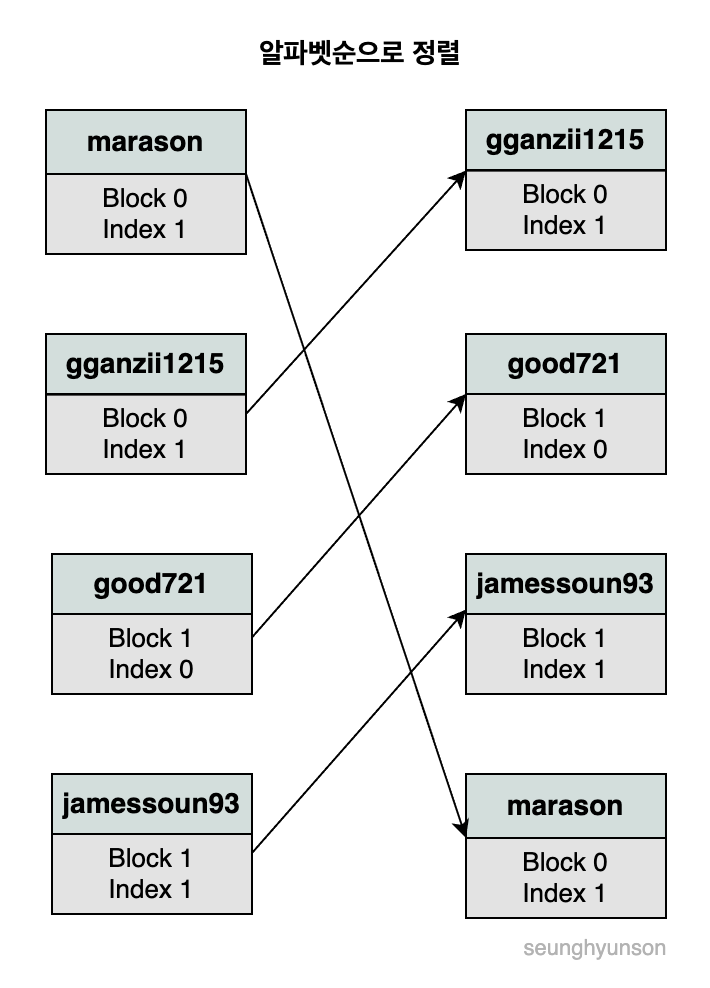 알파벳순으로 정렬
marason
Block 0
Index 1
gganzii1215
Block 0
Index 1
good721
Block 1
Index 0
jamessoun93
Block 1
Index 1
gganzii1215
Block 0
Index 1
good721
Block 1
Index 0
jamessoun93
Block 1
Index 1
marason
Block 0
Index 1
seunghyunson